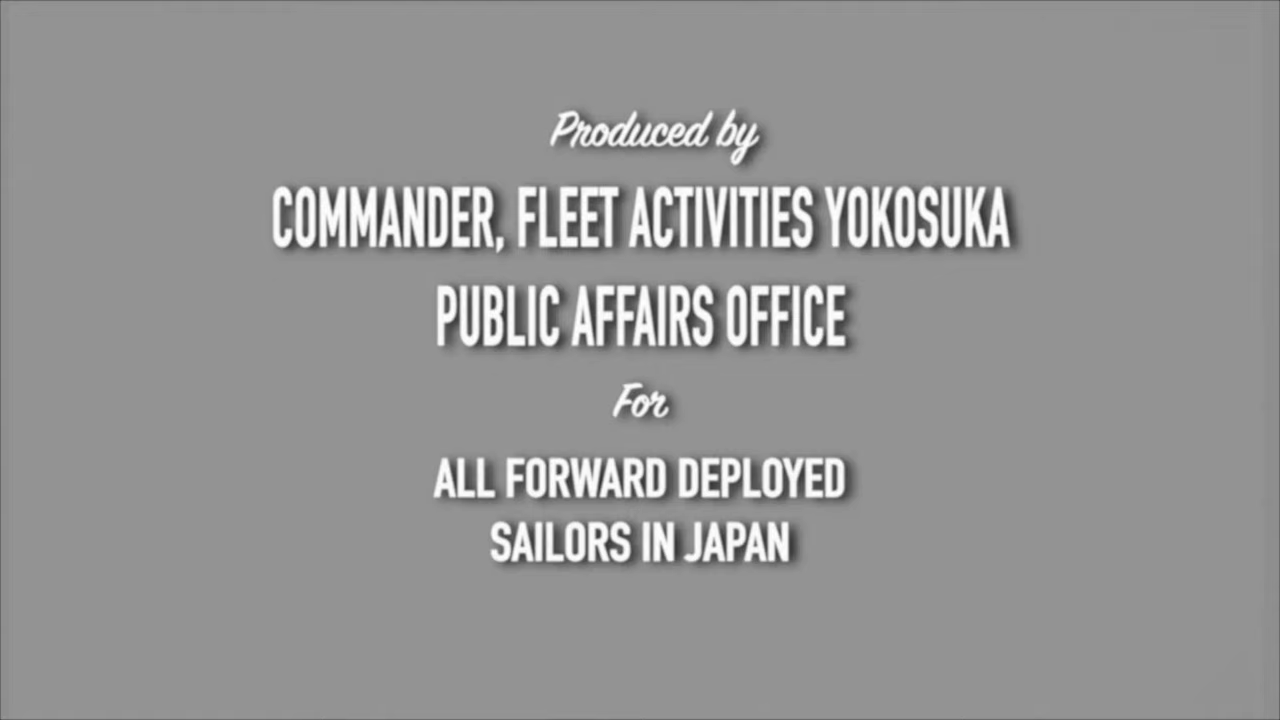 Produced by
COMMANDER, FLEET ACTIVITIES YOKOSUKA
PUBLIC AFFAIRS OFFICE
For
ALL FORWARD DEPLOYED
SAILORS IN JAPAN